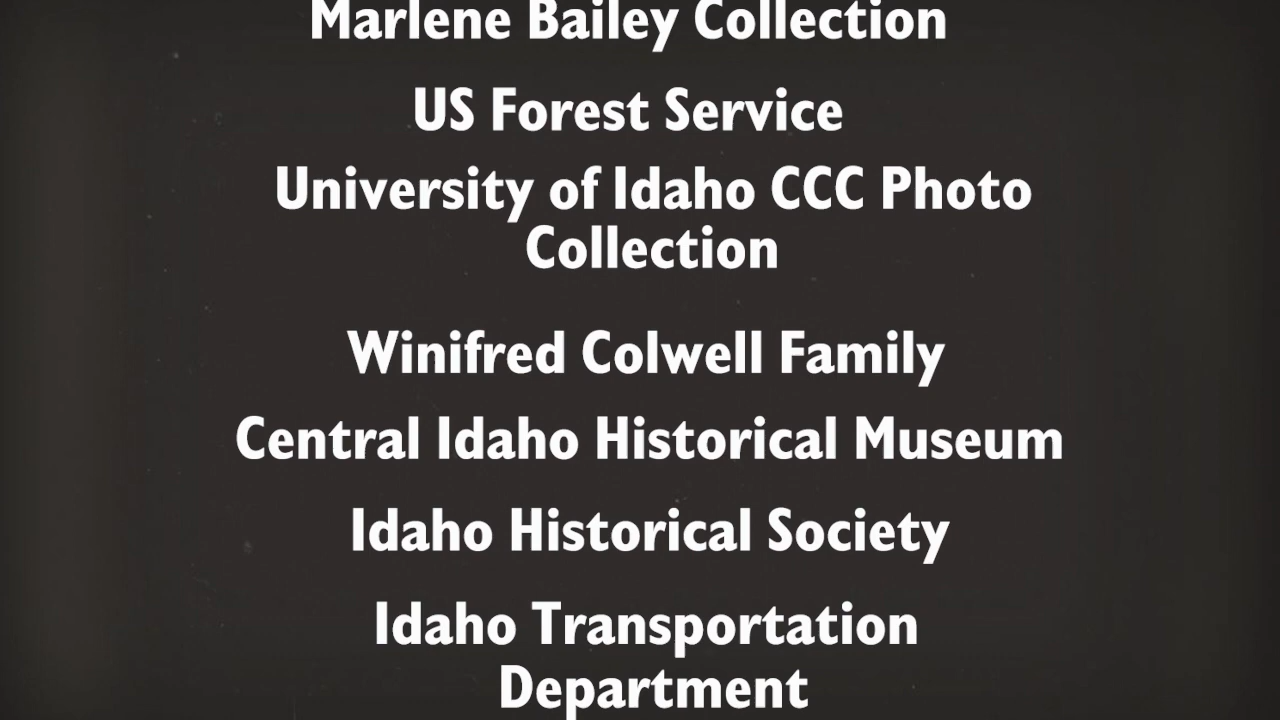 Marlene Bailey Collection
US Forest Service
University of Idaho CCC Photo
Collection
Winifred Colwell Family
Central Idaho Historical Museum
Idaho Historical Society
Idaho Transportation
Department